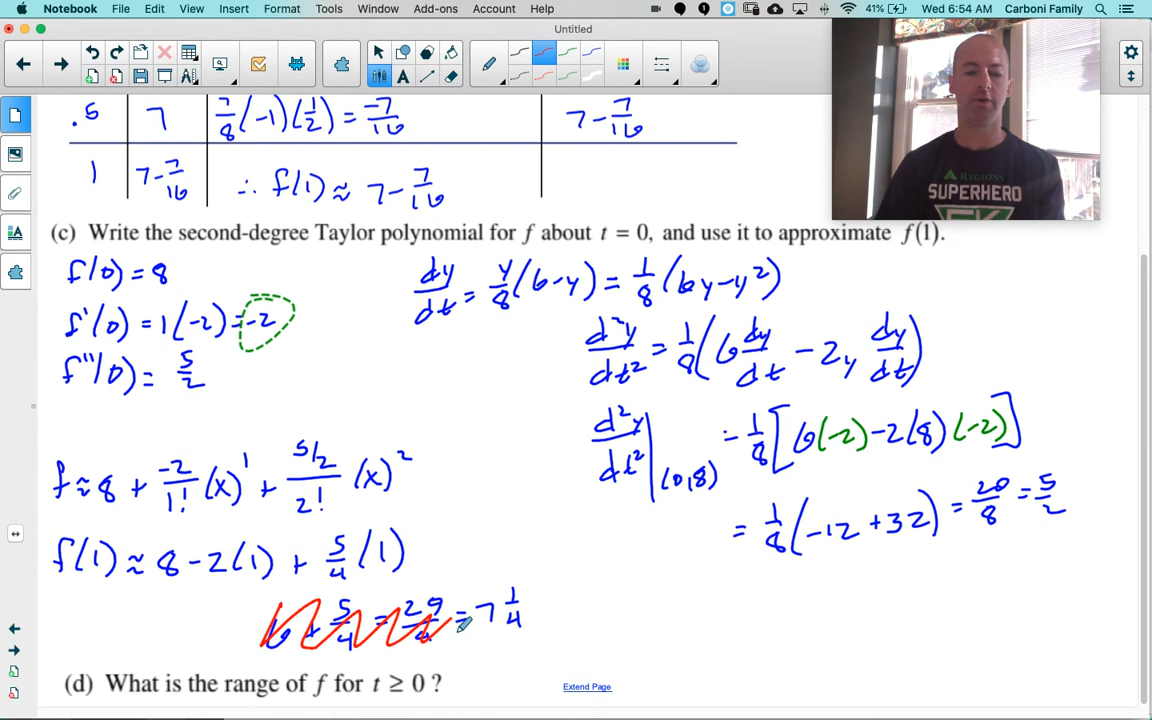 Notebook File Edit View Insert Format Tools Window Add-ons Account Help 41% Wed 6:54 AM Carboni Family
Untitled
.5 7 7/8(-1)(1/2) = -7/16 7 - 7/16
1 7 - 7/16 ∴ f(1) ≈ 7 - 7/16
REGIONS
SUPERHERO
(c) Write the second-degree Taylor polynomial for f about t = 0, and use it to approximate f(1).
f(0) = 8
dy/dt = y/8(6-y) = 1/8(6y-y²)
f'(0) = 1(-2) = -2
d²y/dt² = 1/8(6 dy/dt - 2y dy/dt)
f''(0) = 5/2
d²y/dt² |(0,8) = 1/8[6(-2)-2(8)(-2)]
f ≈ 8 + -2/1!(x)¹ + 5/2/2!(x)²
= 1/8(-12+32) = 20/8 = 5/2
f(1) ≈ 8 - 2(1) + 5/4(1)
6 + 5/4 = 29/4 = 7 1/4
(d) What is the range of f for t ≥ 0 ?
Extend Page